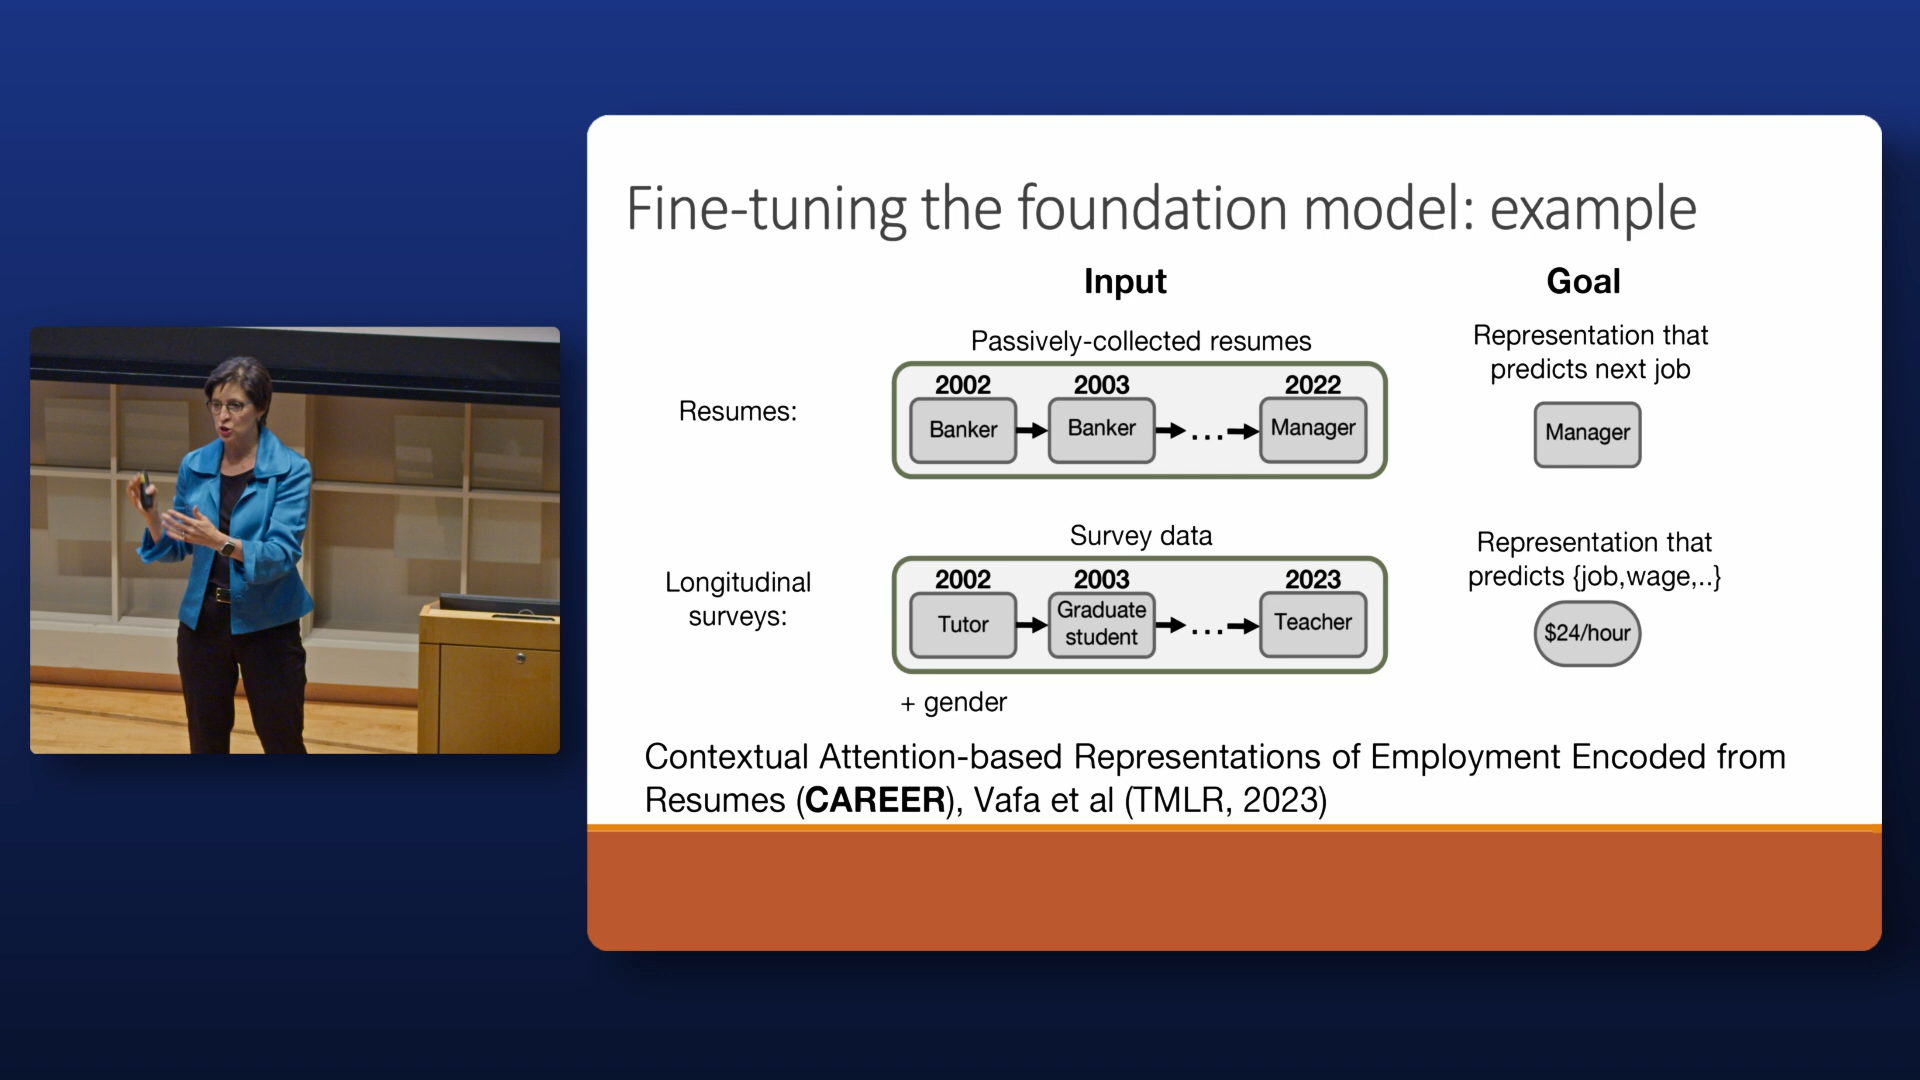 Fine-tuning the foundation model: example
Input
Goal
Passively-collected resumes
Representation that
predicts next job
Resumes:
2002
2003
2022
Banker
Banker
...
Manager
Manager
Survey data
Representation that
predicts {job,wage,..}
Longitudinal
surveys:
2002
2003
2023
Tutor
Graduate
student
...
Teacher
$24/hour
+ gender
Contextual Attention-based Representations of Employment Encoded from
Resumes (CAREER), Vafa et al (TMLR, 2023)